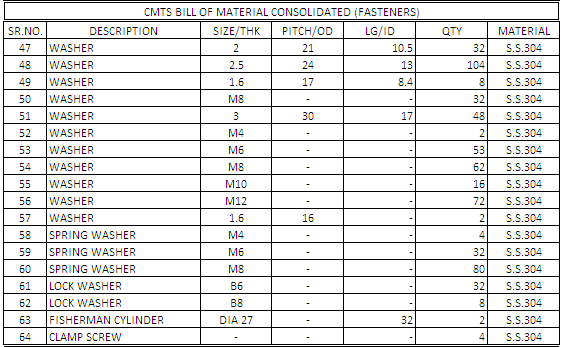 CMTS BILL OF MATERIAL CONSOLIDATED (FASTENERS)
SR.NO. DESCRIPTION SIZE/THK PITCH/OD LG/ID QTY MATERIAL
47 WASHER 2 21 10.5 32 S.S.304
48 WASHER 2.5 24 13 104 S.S.304
49 WASHER 1.6 17 8.4 8 S.S.304
50 WASHER M8 - - 32 S.S.304
51 WASHER 3 30 17 48 S.S.304
52 WASHER M4 - - 2 S.S.304
53 WASHER M6 - - 53 S.S.304
54 WASHER M8 - - 62 S.S.304
55 WASHER M10 - - 16 S.S.304
56 WASHER M12 - - 72 S.S.304
57 WASHER 1.6 16 - 2 S.S.304
58 SPRING WASHER M4 - - 4 S.S.304
59 SPRING WASHER M6 - - 32 S.S.304
60 SPRING WASHER M8 - - 80 S.S.304
61 LOCK WASHER B6 - - 32 S.S.304
62 LOCK WASHER B8 - - 8 S.S.304
63 FISHERMAN CYLINDER DIA 27 - 32 2 S.S.304
64 CLAMP SCREW - - - 4 S.S.304